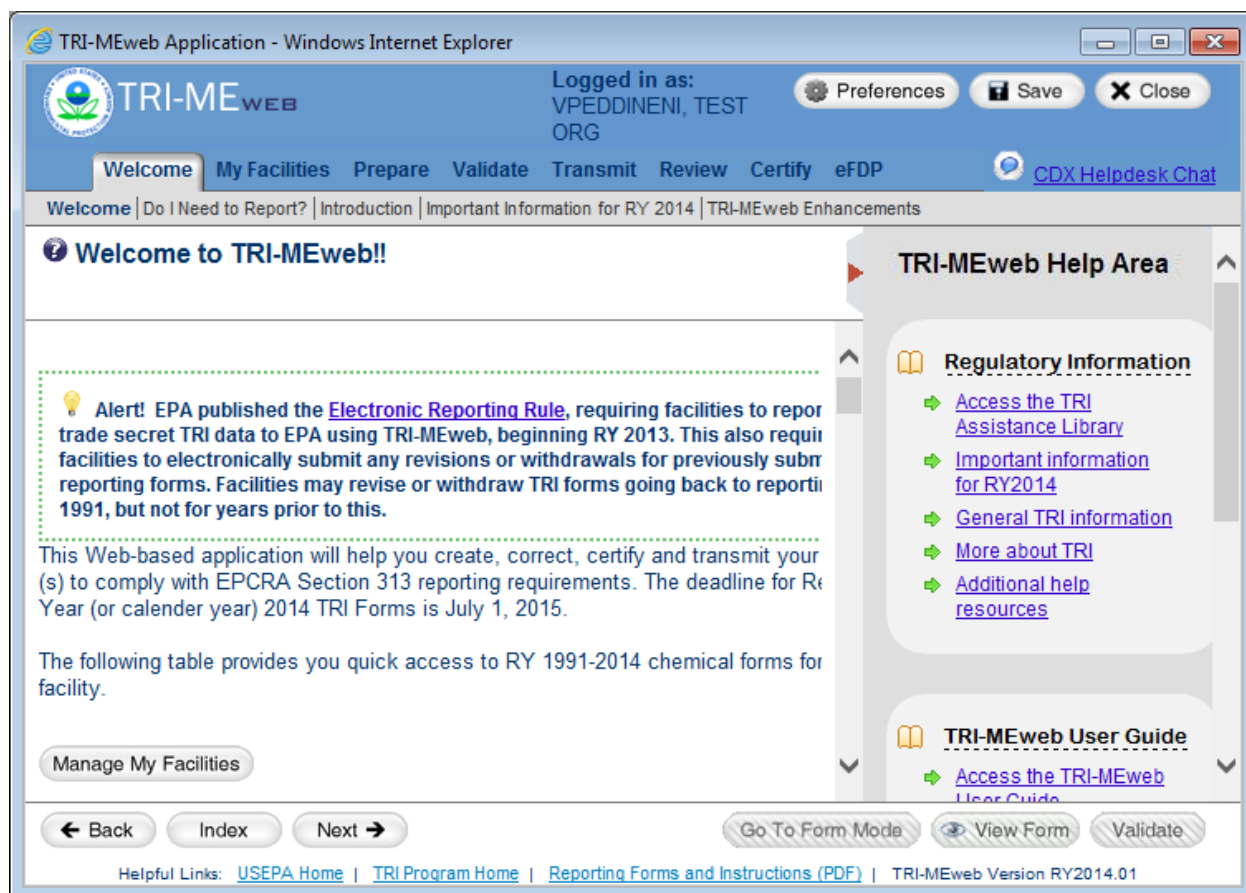 TRI-MEweb Application - Windows Internet Explorer
TRI-MEWEB
Logged in as:
VPEDDINENI, TEST
ORG
Preferences
Save
Close
Welcome My Facilities Prepare Validate Transmit Review Certify eFDP
CDX Helpdesk Chat
Welcome | Do I Need to Report? | Introduction | Important Information for RY 2014 | TRI-MEweb Enhancements
Welcome to TRI-MEweb!!
Alert! EPA published the Electronic Reporting Rule, requiring facilities to repor
trade secret TRI data to EPA using TRI-MEweb, beginning RY 2013. This also requir
facilities to electronically submit any revisions or withdrawals for previously subm
reporting forms. Facilities may revise or withdraw TRI forms going back to reporti
1991, but not for years prior to this.
This Web-based application will help you create, correct, certify and transmit your
(s) to comply with EPCRA Section 313 reporting requirements. The deadline for Re
Year (or calender year) 2014 TRI Forms is July 1, 2015.
The following table provides you quick access to RY 1991-2014 chemical forms for
facility.
Manage My Facilities
TRI-MEweb Help Area
Regulatory Information
Access the TRI
Assistance Library
Important information
for RY2014
General TRI information
More about TRI
Additional help
resources
TRI-MEweb User Guide
Access the TRI-MEweb
User Guide
Back
Index
Next
Go To Form Mode
View Form
Validate
Helpful Links: USEPA Home | TRI Program Home | Reporting Forms and Instructions (PDF) | TRI-MEweb Version RY2014.01